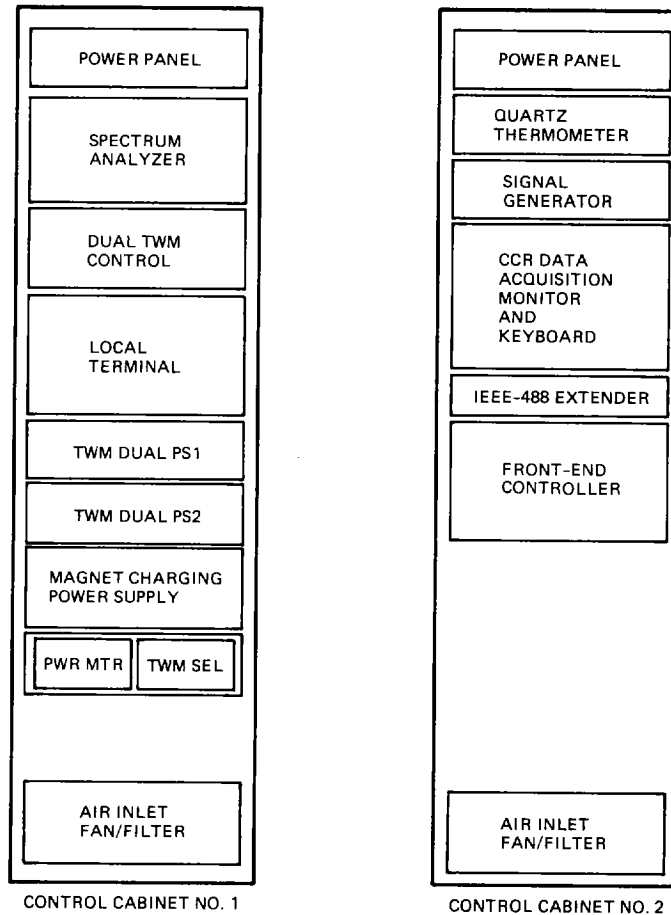 POWER PANEL
SPECTRUM
ANALYZER
DUAL TWM
CONTROL
LOCAL
TERMINAL
TWM DUAL PS1
TWM DUAL PS2
MAGNET CHARGING
POWER SUPPLY
PWR MTR
TWM SEL
AIR INLET
FAN/FILTER
CONTROL CABINET NO. 1
POWER PANEL
QUARTZ
THERMOMETER
SIGNAL
GENERATOR
CCR DATA
ACQUISITION
MONITOR
AND
KEYBOARD
IEEE-488 EXTENDER
FRONT-END
CONTROLLER
AIR INLET
FAN/FILTER
CONTROL CABINET NO. 2